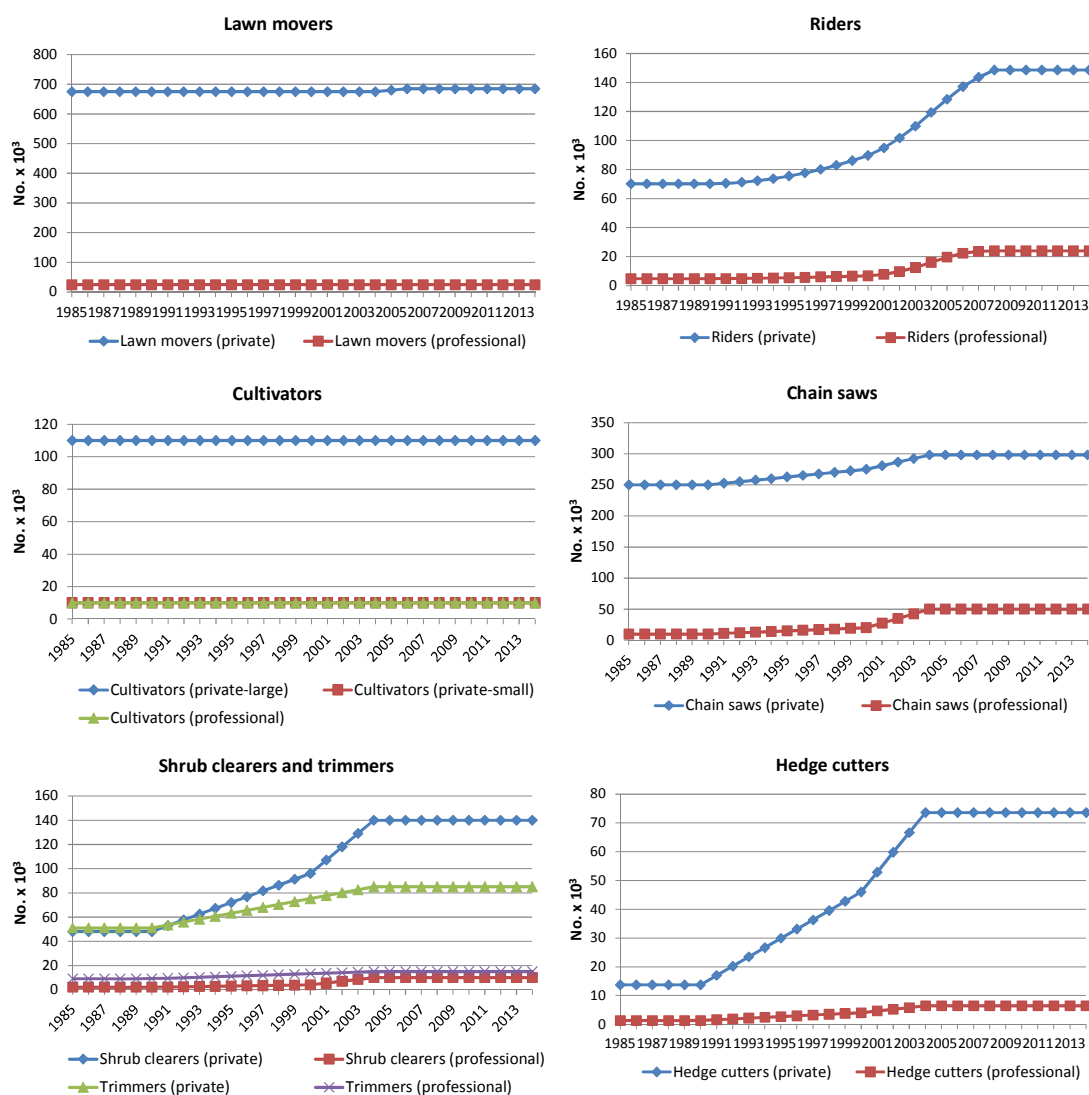 Lawn movers
800
700
600
500
400
300
200
100
0
No. x 10³
1985 1987 1989 1991 1993 1995 1997 1999 2001 2003 2005 2007 2009 2011 2013
Lawn movers (private) Lawn movers (professional)
Riders
160
140
120
100
80
60
40
20
0
No. x 10³
1985 1987 1989 1991 1993 1995 1997 1999 2001 2003 2005 2007 2009 2011 2013
Riders (private) Riders (professional)
Cultivators
120
100
80
60
40
20
0
No. x 10³
1985 1987 1989 1991 1993 1995 1997 1999 2001 2003 2005 2007 2009 2011 2013
Cultivators (private-large) Cultivators (private-small)
Cultivators (professional)
Chain saws
350
300
250
200
150
100
50
0
No. x 10³
1985 1987 1989 1991 1993 1995 1997 1999 2001 2003 2005 2007 2009 2011 2013
Chain saws (private) Chain saws (professional)
Shrub clearers and trimmers
160
140
120
100
80
60
40
20
0
No. x 10³
1985 1987 1989 1991 1993 1995 1997 1999 2001 2003 2005 2007 2009 2011 2013
Shrub clearers (private) Shrub clearers (professional)
Trimmers (private) Trimmers (professional)
Hedge cutters
80
70
60
50
40
30
20
10
0
No. x 10³
1985 1987 1989 1991 1993 1995 1997 1999 2001 2003 2005 2007 2009 2011 2013
Hedge cutters (private) Hedge cutters (professional)